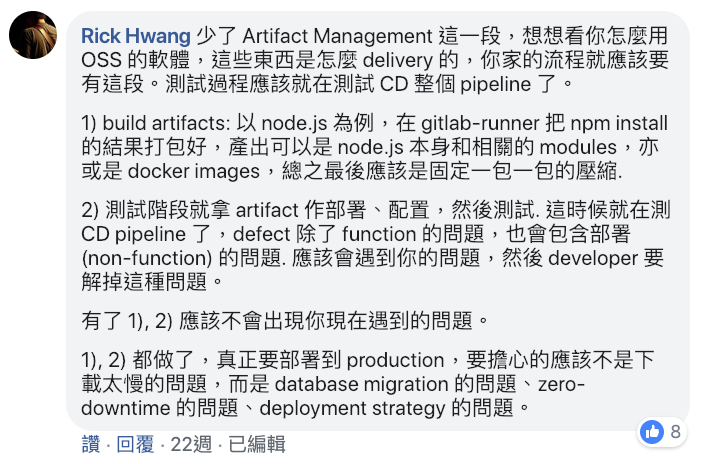 Rick Hwang 少了 Artifact Management 這一段，想想看你怎麼用
OSS 的軟體，這些東西是怎麼 delivery 的，你家的流程就應該要
有這段。測試過程應該就在測試 CD 整個 pipeline 了。
1) build artifacts: 以 node.js 為例，在 gitlab-runner 把 npm install
的結果打包好，產出可以是 node.js 本身和相關的 modules，亦
或是 docker images，總之最後應該是固定一包一包的壓縮.
2) 測試階段就拿 artifact 作部署、配置，然後測試. 這時候就在測
CD pipeline 了，defect 除了 function 的問題，也會包含部署
(non-function) 的問題. 應該會遇到你的問題，然後 developer 要
解掉這種問題。
有了 1), 2) 應該不會出現你現在遇到的問題。
1), 2) 都做了，真正要部署到 production，要擔心的應該不是下
載太慢的問題，而是 database migration 的問題、zero-
downtime 的問題、deployment strategy 的問題。
8
讚 · 回覆 · 22週 · 已編輯